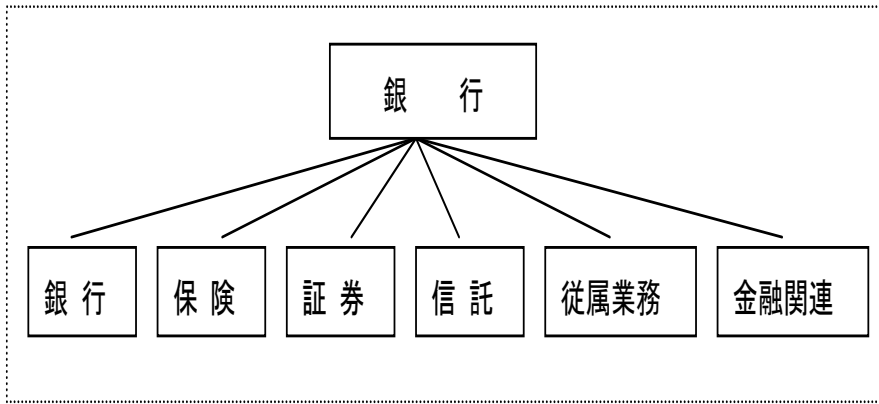 銀 行
銀 行
保 険
証 券
信 託
従属業務
金融関連